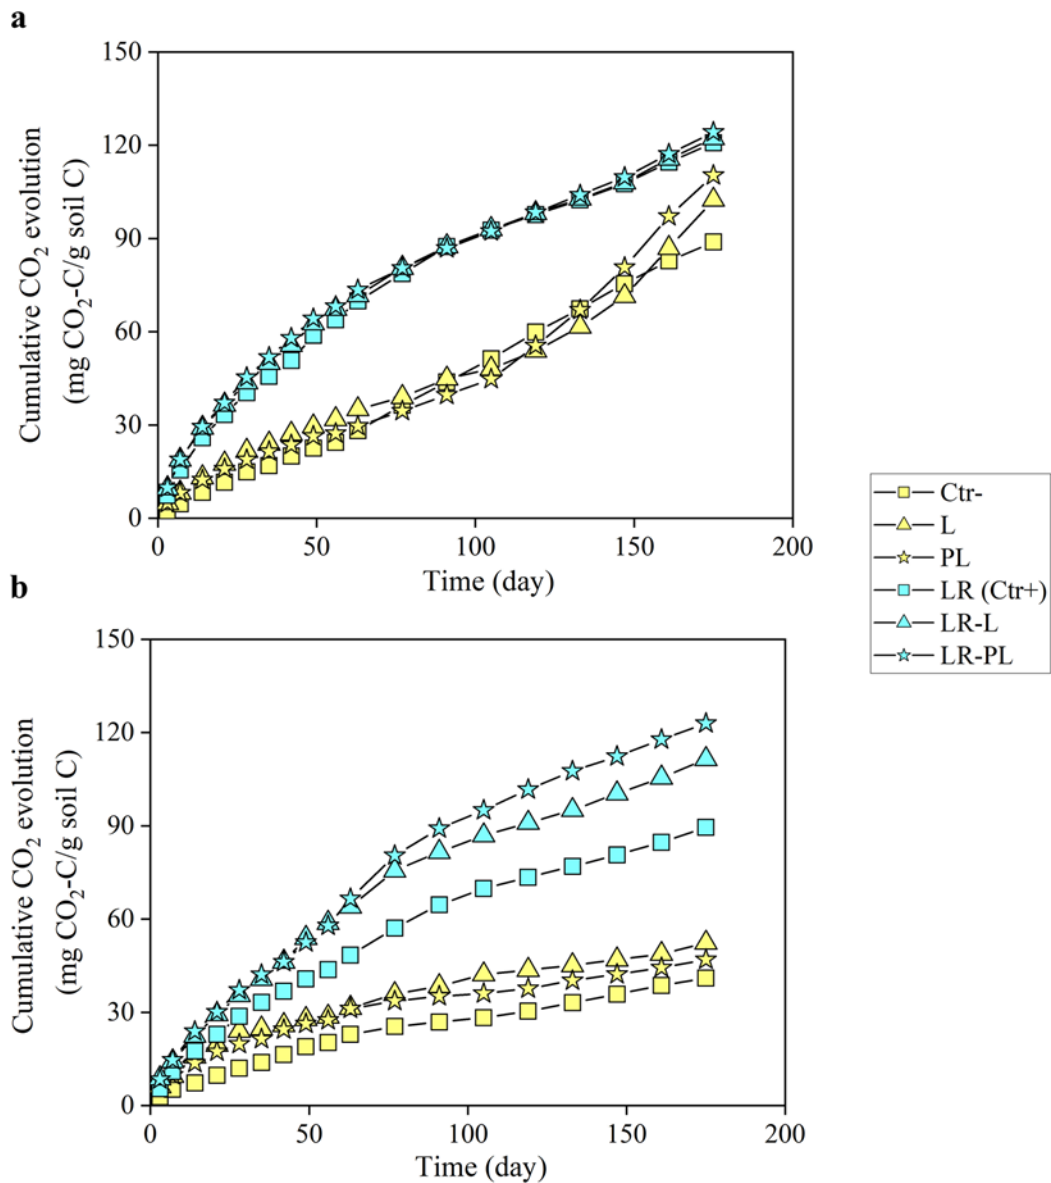 a
150
120
90
60
30
0
Cumulative CO₂ evolution
(mg CO₂-C/g soil C)
0 50 100 150 200
Time (day)
Ctr-
L
PL
LR (Ctr+)
LR-L
LR-PL
b
150
120
90
60
30
0
Cumulative CO₂ evolution
(mg CO₂-C/g soil C)
0 50 100 150 200
Time (day)